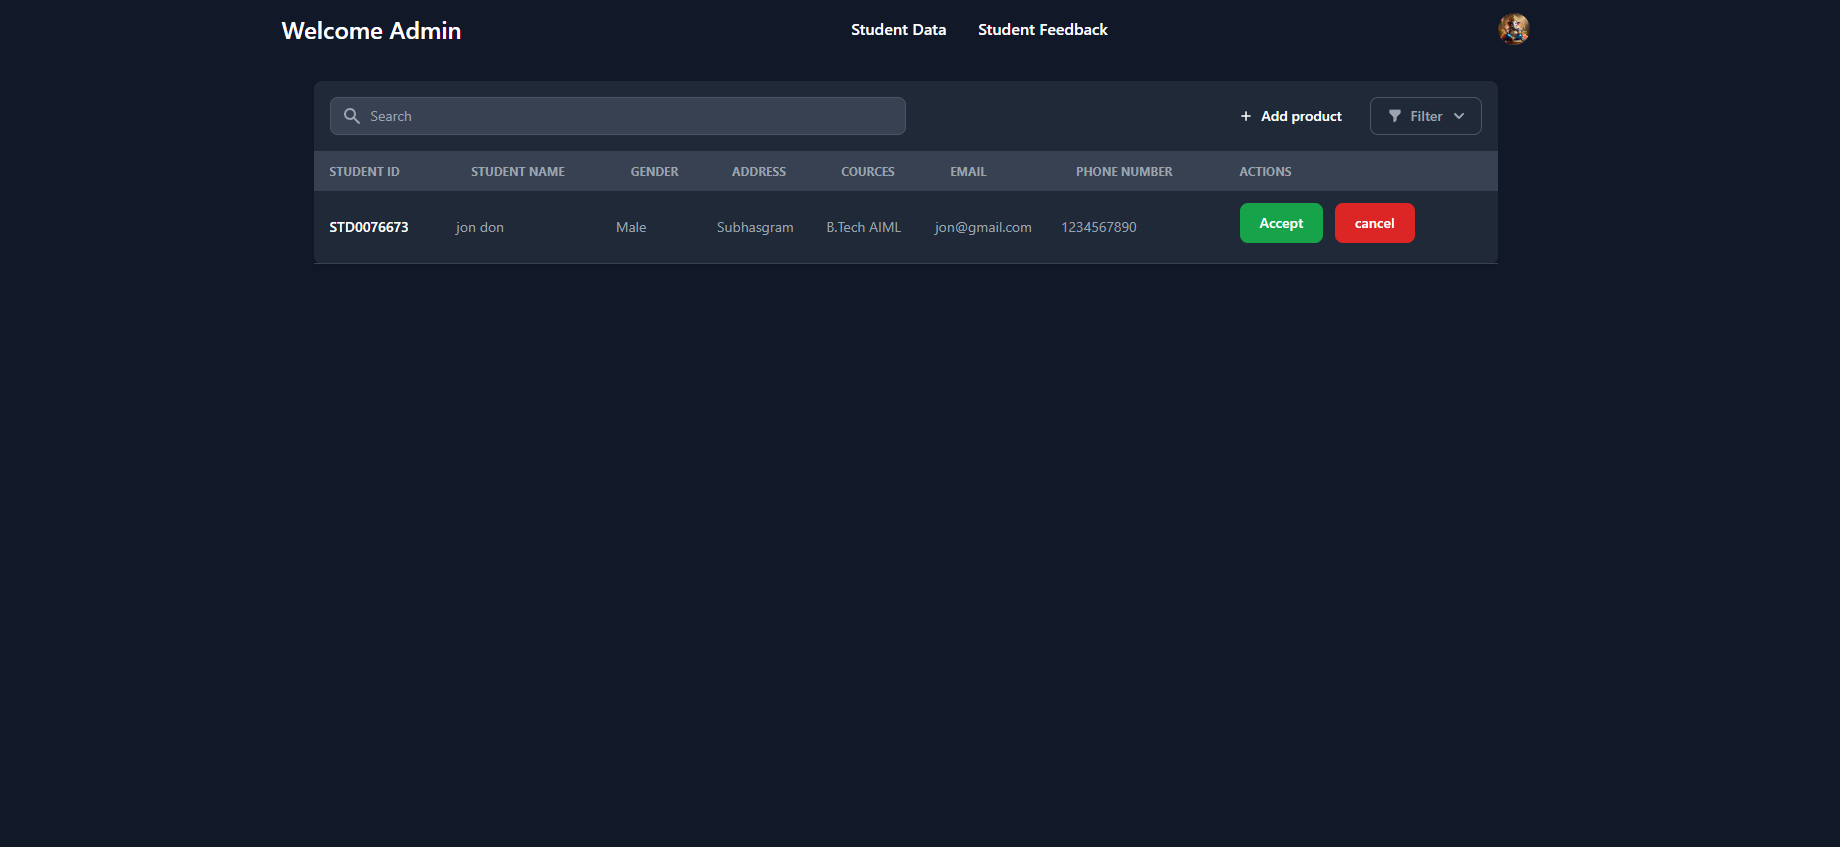 Welcome Admin Student Data Student Feedback
Search + Add product Filter
STUDENT ID STUDENT NAME GENDER ADDRESS COURCES EMAIL PHONE NUMBER ACTIONS
STD0076673 jon don Male Subhasgram B.Tech AIML jon@gmail.com 1234567890 Accept cancel